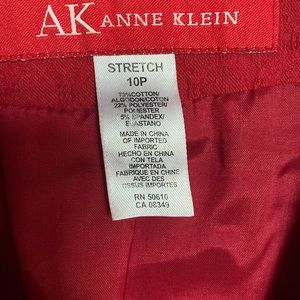 AK ANNE KLEIN
STRETCH
10P
73%COTTON/
ALGODON/COTON
22% POLYESTER/
POLIESTER
5% SPANDEX/
ELASTANO
MADE IN CHINA
OF IMPORTED
FABRIC
HECHO EN CHINA
CON TELA
IMPORTADA
FABRIQUE EN CHINE
AVEC DES
TISSUS IMPORTES
RN 50610
CA 08349